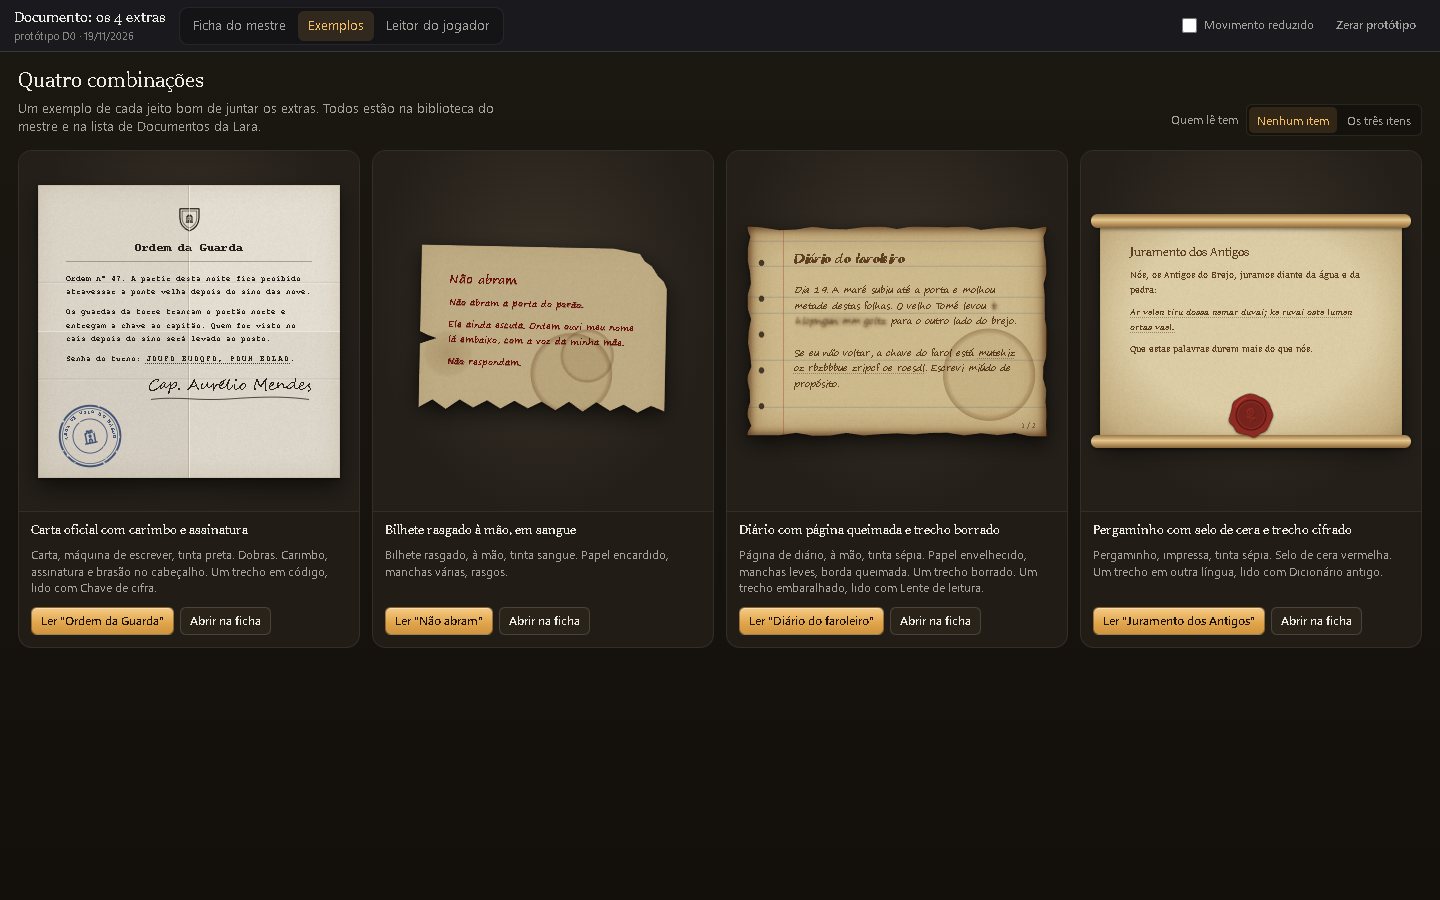 Documento: os 4 extras
protótipo D0 · 19/11/2026
Ficha do mestre
Exemplos
Leitor do jogador
Movimento reduzido
Zerar protótipo
Quatro combinações
Um exemplo de cada jeito bom de juntar os extras. Todos estão na biblioteca do
mestre e na lista de Documentos da Lara.
Quem lê tem
Nenhum item
Os três itens
Ordem da Guarda
Ordem nº 47. A partir desta noite fica proibido
atravessar a ponte velha depois do sino das nove.
Os guardas da torre trancam o portão norte e
entregam a chave ao capitão. Quem for visto no
cais depois do sino será levado ao posto.
Senha do turno:
Cap. Aurélio Mendes
Carta oficial com carimbo e assinatura
Carta, máquina de escrever, tinta preta. Dobras. Carimbo,
assinatura e brasão no cabeçalho. Um trecho em código,
lido com Chave de cifra.
Ler "Ordem da Guarda"
Abrir na ficha
Não abram
Não abram a porta do porão.
Ele ainda escuta. Ontem ouvi meu nome
lá embaixo, com a voz da minha mãe.
Não respondam.
Bilhete rasgado à mão, em sangue
Bilhete rasgado, à mão, tinta sangue. Papel encardido,
manchas várias, rasgos.
Ler "Não abram"
Abrir na ficha
Diário do faroleiro
Dia 19. A maré subiu até a porta e molhou
metade destas folhas. O velho Tomé levou
para o outro lado do brejo.
Se eu não voltar, a chave do farol está
Escrevi miúdo de
propósito.
1 / 2
Diário com página queimada e trecho borrado
Página de diário, à mão, tinta sépia. Papel envelhecido,
manchas leves, borda queimada. Um trecho borrado. Um
trecho embaralhado, lido com Lente de leitura.
Ler "Diário do faroleiro"
Abrir na ficha
Juramento dos Antigos
Nós, os Antigos do Brejo, juramos diante da água e da
pedra:
Que estas palavras durem mais do que nós.
Pergaminho com selo de cera e trecho cifrado
Pergaminho, impressa, tinta sépia. Selo de cera vermelha.
Um trecho em outra língua, lido com Dicionário antigo.
Ler "Juramento dos Antigos"
Abrir na ficha